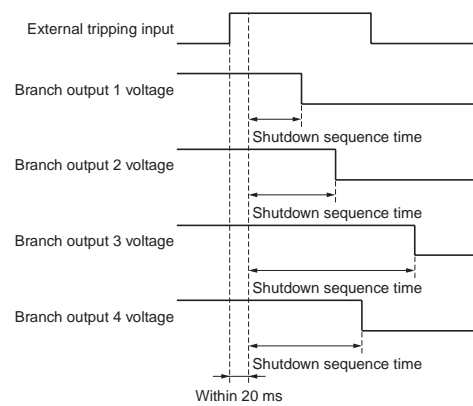 External tripping input
Branch output 1 voltage
Shutdown sequence time
Branch output 2 voltage
Shutdown sequence time
Branch output 3 voltage
Shutdown sequence time
Branch output 4 voltage
Shutdown sequence time
Within 20 ms